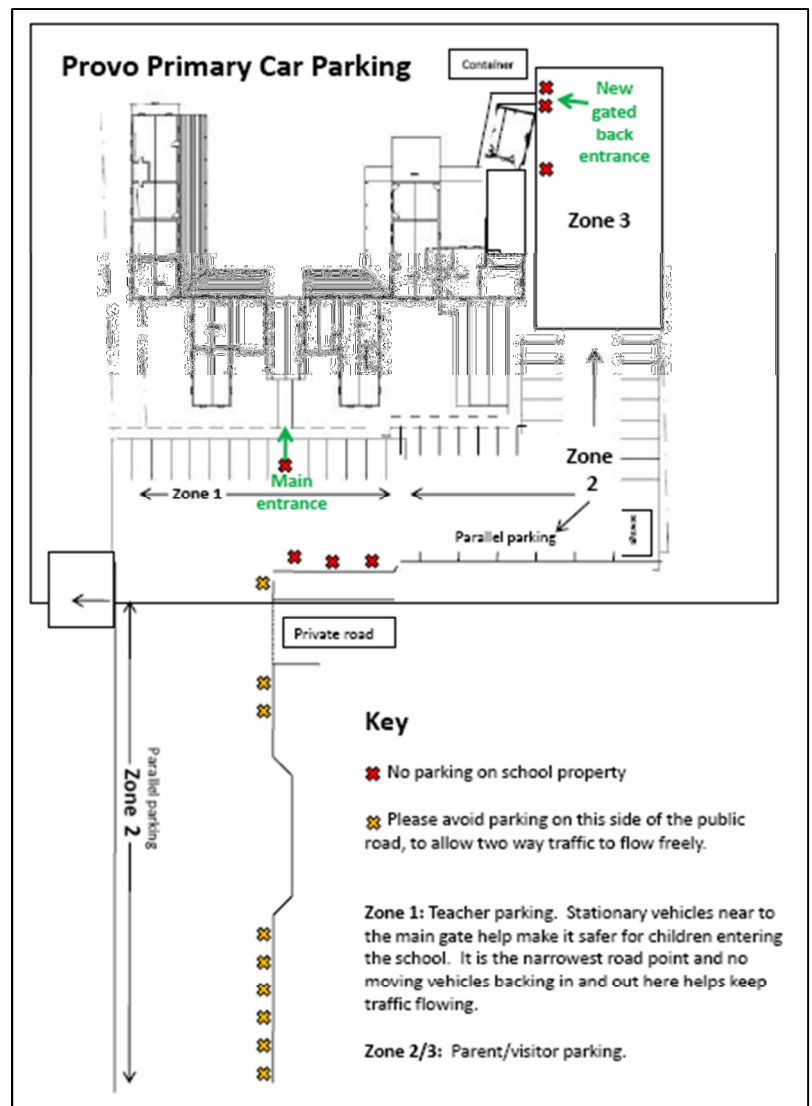 Provo Primary Car Parking
Container
New
gated
back
entrance
Zone 3
Zone 1
Main
entrance
Zone
2
Parallel parking
Private road
Parallel parking
Zone 2
Key
No parking on school property
Please avoid parking on this side of the public
road, to allow two way traffic to flow freely.
Zone 1: Teacher parking. Stationary vehicles near to
the main gate help make it safer for children entering
the school. It is the narrowest road point and no
moving vehicles backing in and out here helps keep
traffic flowing.
Zone 2/3: Parent/visitor parking.